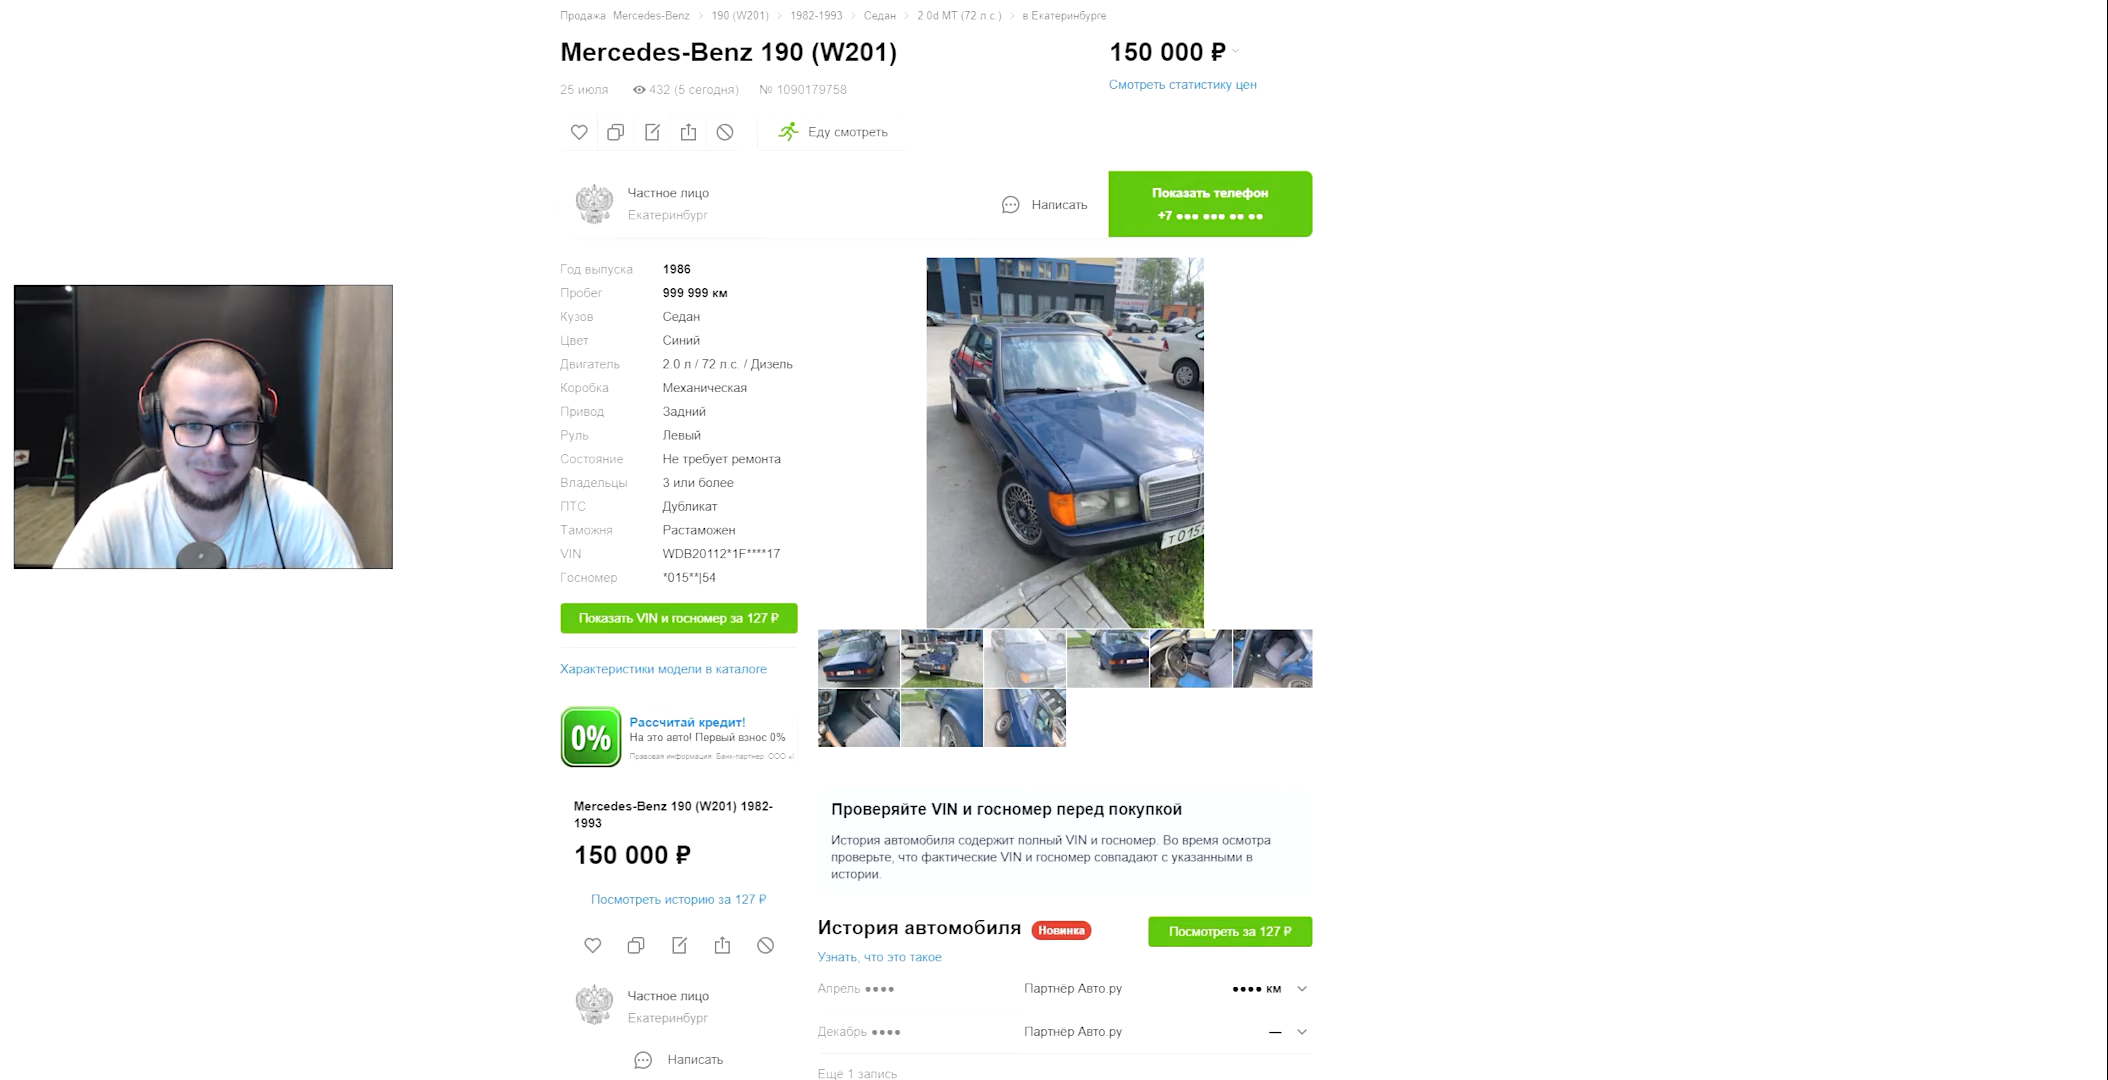 Продажа Mercedes-Benz > 190 (W201) > 1982-1993 > Седан > 2.0d MT (72 л.с.) > в Екатеринбурге
Mercedes-Benz 190 (W201)
150 000 ₽
25 июля 432 (5 сегодня) № 1090179758
Смотреть статистику цен
Еду смотреть
Частное лицо
Екатеринбург
Написать
Показать телефон
+7 ••• ••• •• ••
Год выпуска 1986
Пробег 999 999 км
Кузов Седан
Цвет Синий
Двигатель 2.0 л / 72 л.с. / Дизель
Коробка Механическая
Привод Задний
Руль Левый
Состояние Не требует ремонта
Владельцы 3 или более
ПТС Дубликат
Таможня Растаможен
VIN WDB20112*1F****17
Госномер *015**|54
Т 015
Показать VIN и госномер за 127 ₽
Характеристики модели в каталоге
0%
Рассчитай кредит!
На это авто! Первый взнос 0%
Правовая информация. Банк-партнер: ООО «
Mercedes-Benz 190 (W201) 1982-
1993
150 000 ₽
Посмотреть историю за 127 ₽
Частное лицо
Екатеринбург
Написать
Проверяйте VIN и госномер перед покупкой
История автомобиля содержит полный VIN и госномер. Во время осмотра
проверьте, что фактические VIN и госномер совпадают с указанными в
истории.
История автомобиля Новинка
Посмотреть за 127 ₽
Узнать, что это такое
Апрель •••• Партнёр Авто.ру •••• км
Декабрь •••• Партнёр Авто.ру —
Еще 1 запись